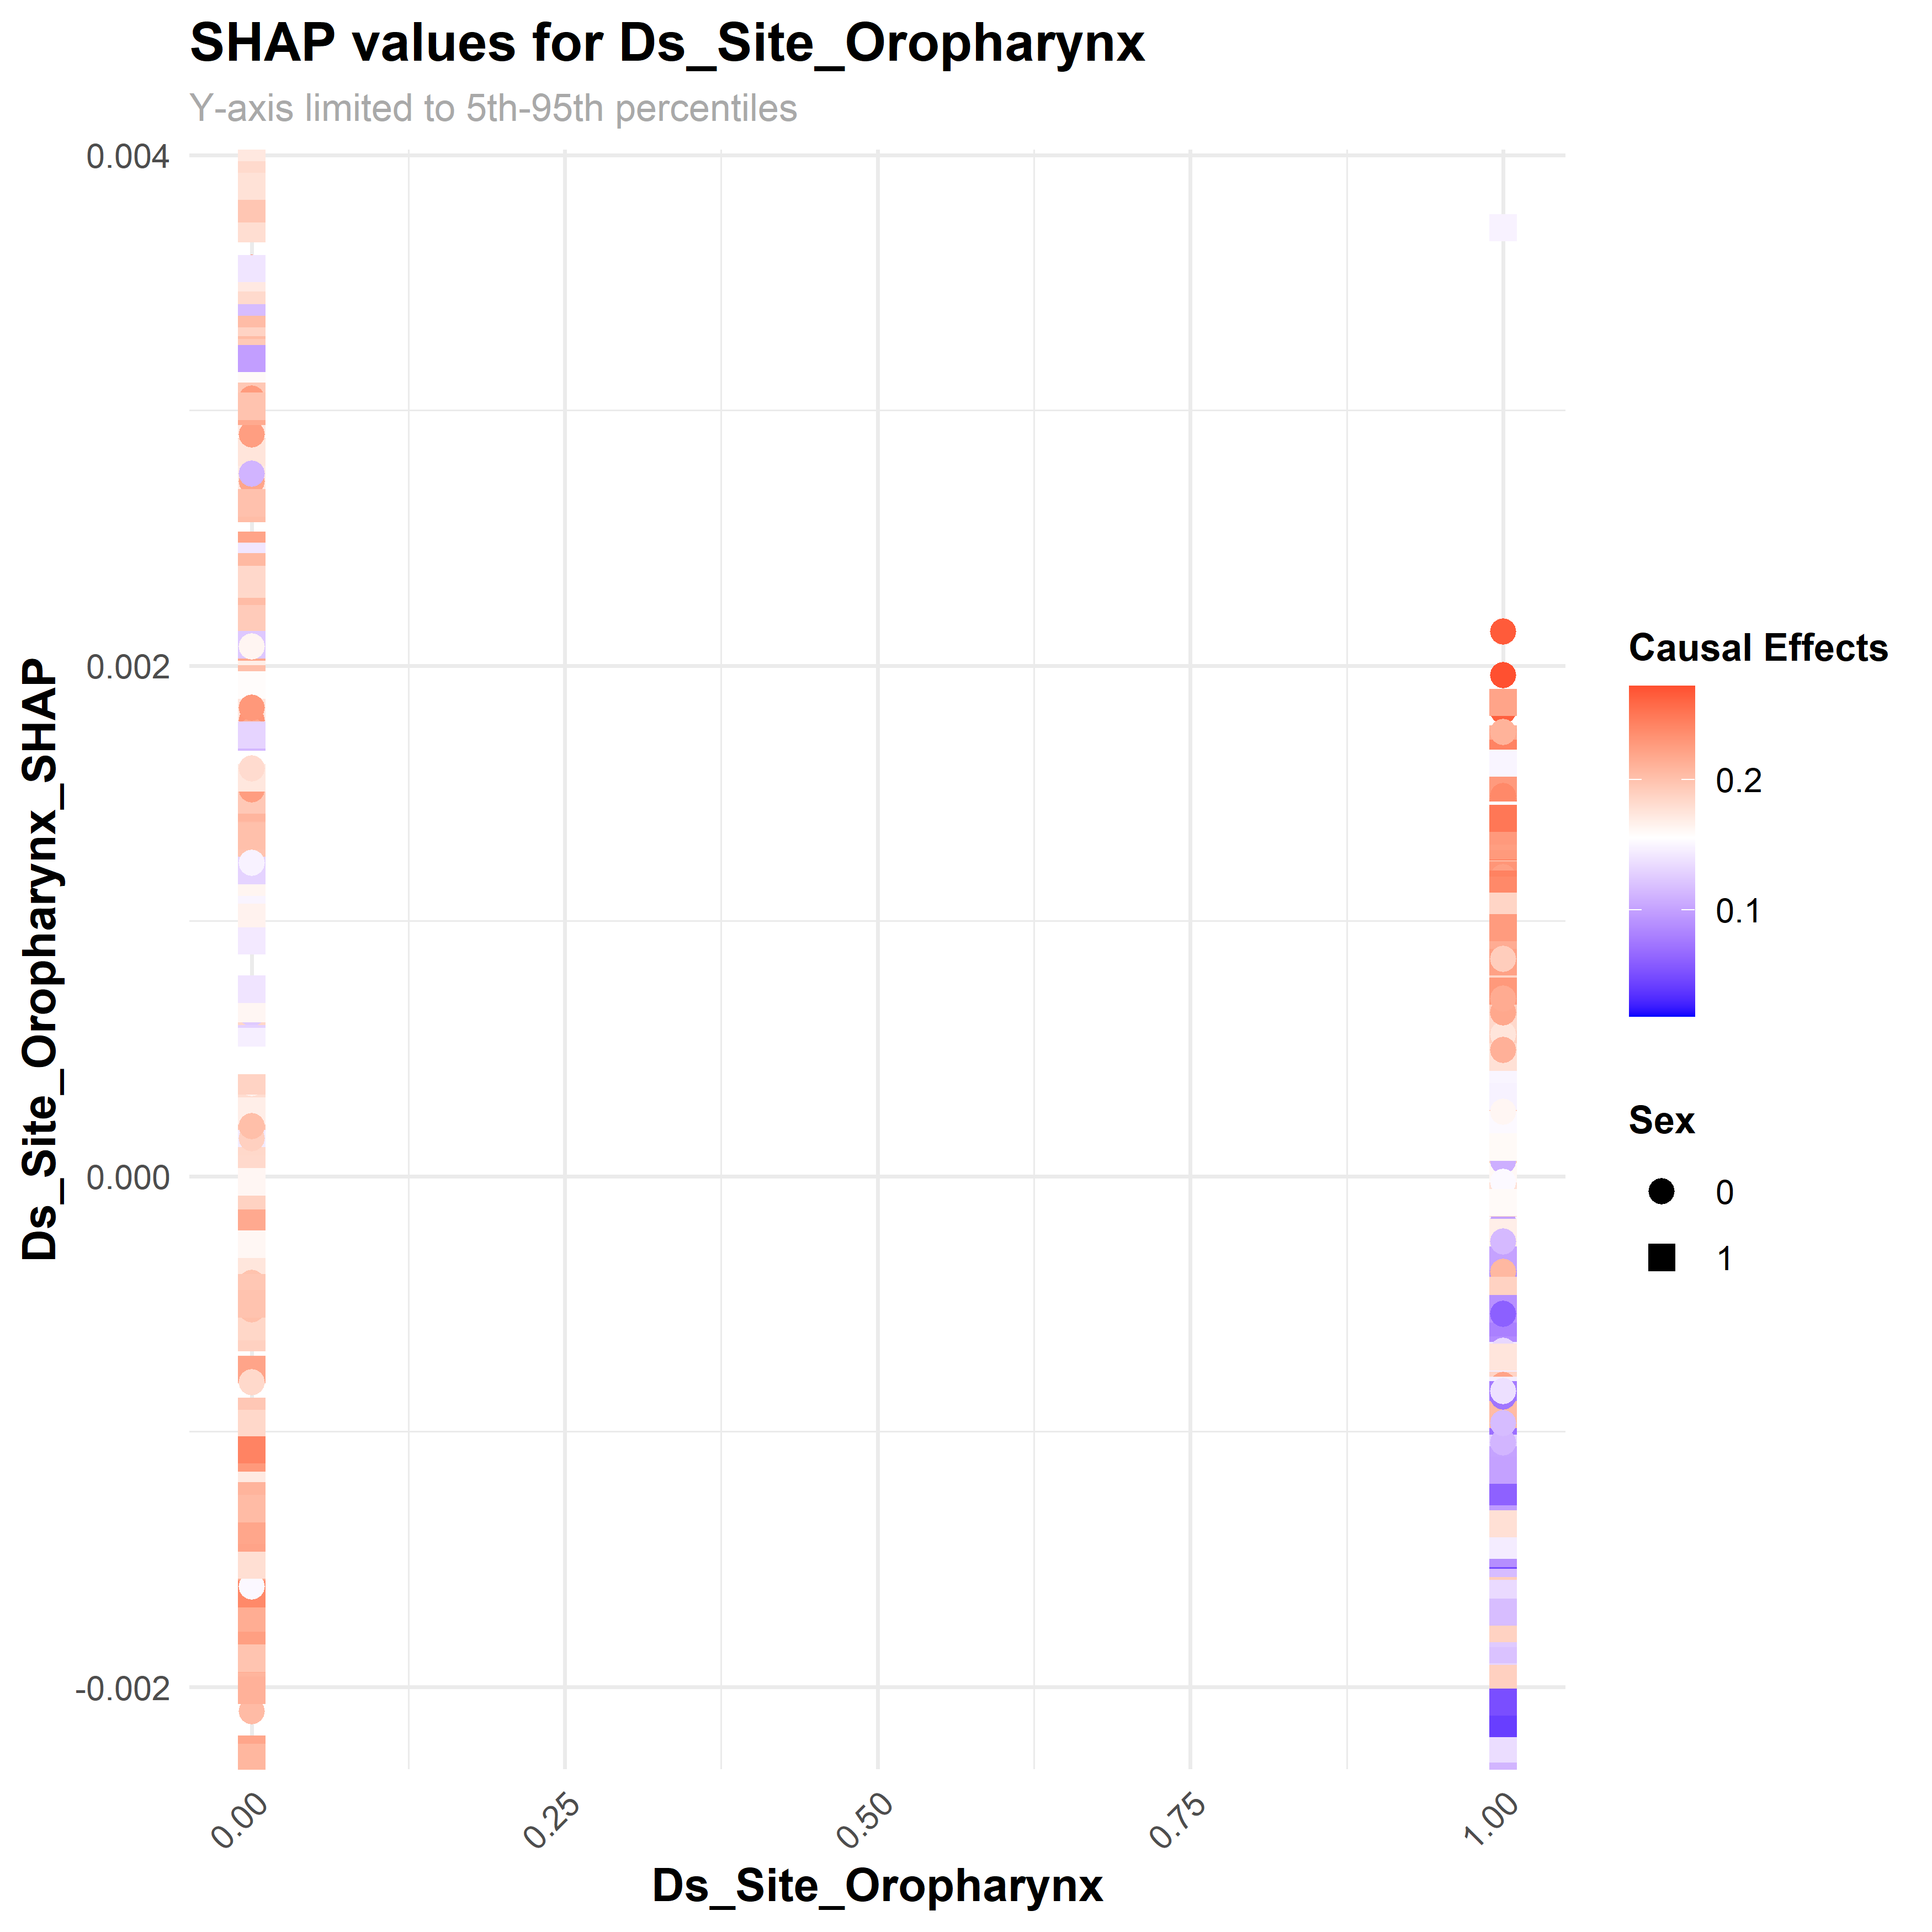 SHAP values for Ds_Site_Oropharynx
Y-axis limited to 5th-95th percentiles
Ds_Site_Oropharynx_SHAP
0.004
0.002
0.000
-0.002
0.00
0.25
0.50
0.75
1.00
Ds_Site_Oropharynx
Causal Effects
0.2
0.1
Sex
0
1